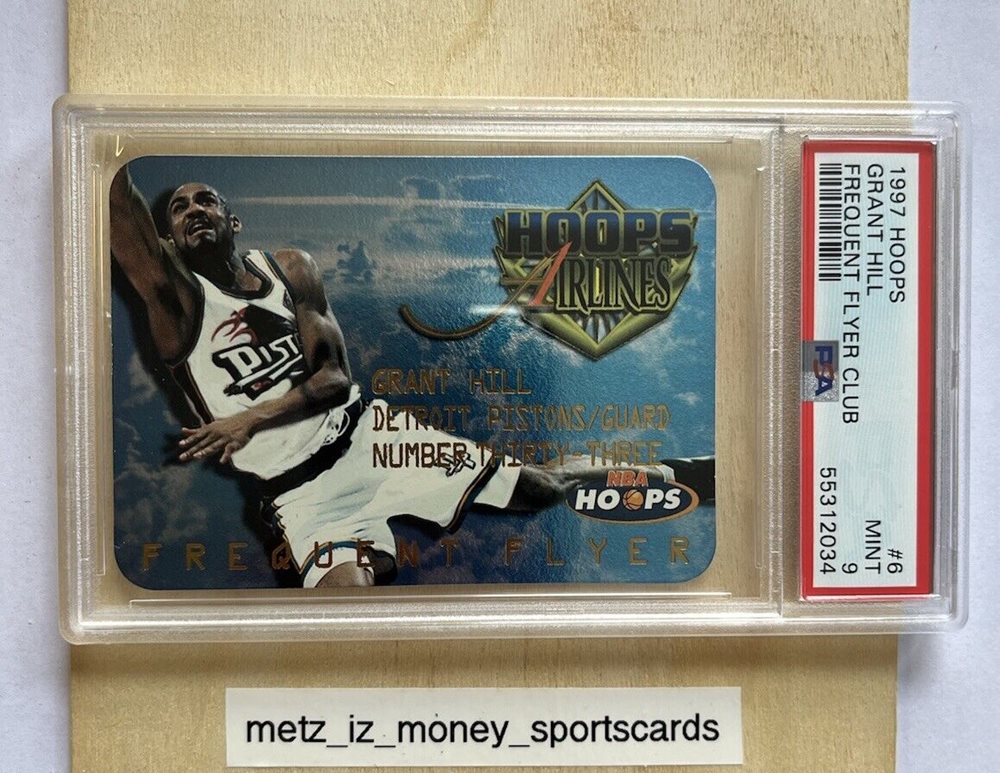 HOOPS
AIRLINES
PIST
GRANT HILL
DETROIT PISTONS/GUARD
NUMBER THIRTY-THREE
NBA
HOOPS
FREQUENT FLYER
1997 HOOPS
GRANT HILL
FREQUENT FLYER CLUB
#6
MINT
9
PSA
55312034
metz_iz_money_sportscards